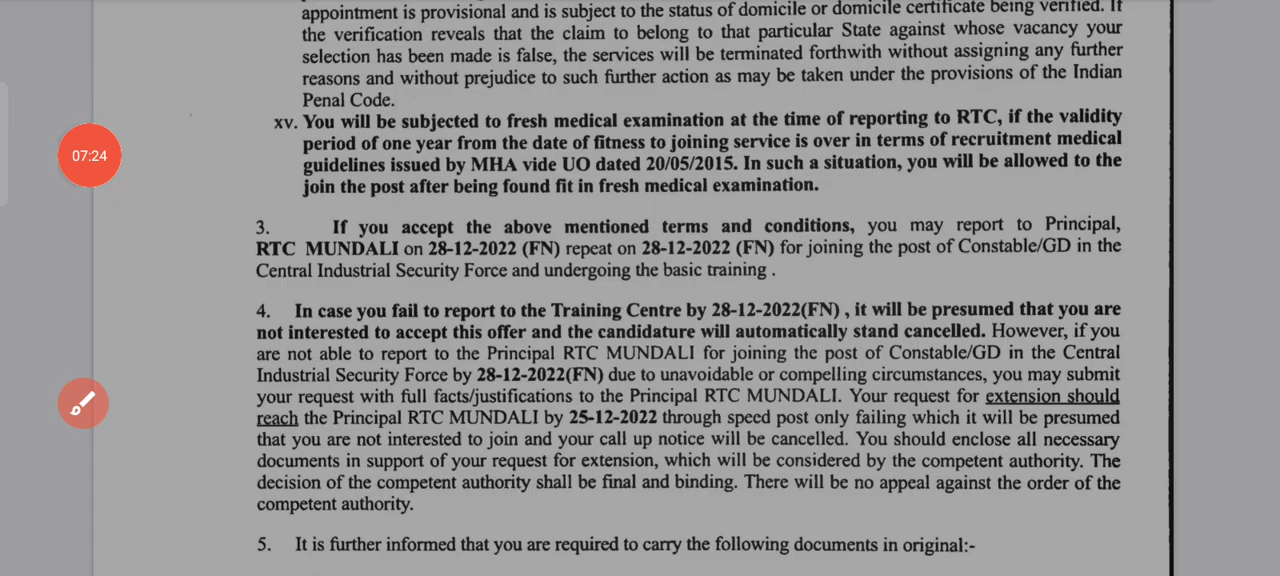 appointment is provisional and is subject to the status of domicile or domicile certificate being verified. If
the verification reveals that the claim to belong to that particular State against whose vacancy your
selection has been made is false, the services will be terminated forthwith without assigning any further
reasons and without prejudice to such further action as may be taken under the provisions of the Indian
Penal Code.
xv. You will be subjected to fresh medical examination at the time of reporting to RTC, if the validity
period of one year from the date of fitness to joining service is over in terms of recruitment medical
guidelines issued by MHA vide UO dated 20/05/2015. In such a situation, you will be allowed to the
join the post after being found fit in fresh medical examination.
07:24
3. If you accept the above mentioned terms and conditions, you may report to Principal,
RTC MUNDALI on 28-12-2022 (FN) repeat on 28-12-2022 (FN) for joining the post of Constable/GD in the
Central Industrial Security Force and undergoing the basic training .
4. In case you fail to report to the Training Centre by 28-12-2022(FN) , it will be presumed that you are
not interested to accept this offer and the candidature will automatically stand cancelled. However, if you
are not able to report to the Principal RTC MUNDALI for joining the post of Constable/GD in the Central
Industrial Security Force by 28-12-2022(FN) due to unavoidable or compelling circumstances, you may submit
your request with full facts/justifications to the Principal RTC MUNDALI. Your request for extension should
reach the Principal RTC MUNDALI by 25-12-2022 through speed post only failing which it will be presumed
that you are not interested to join and your call up notice will be cancelled. You should enclose all necessary
documents in support of your request for extension, which will be considered by the competent authority. The
decision of the competent authority shall be final and binding. There will be no appeal against the order of the
competent authority.
5. It is further informed that you are required to carry the following documents in original:-